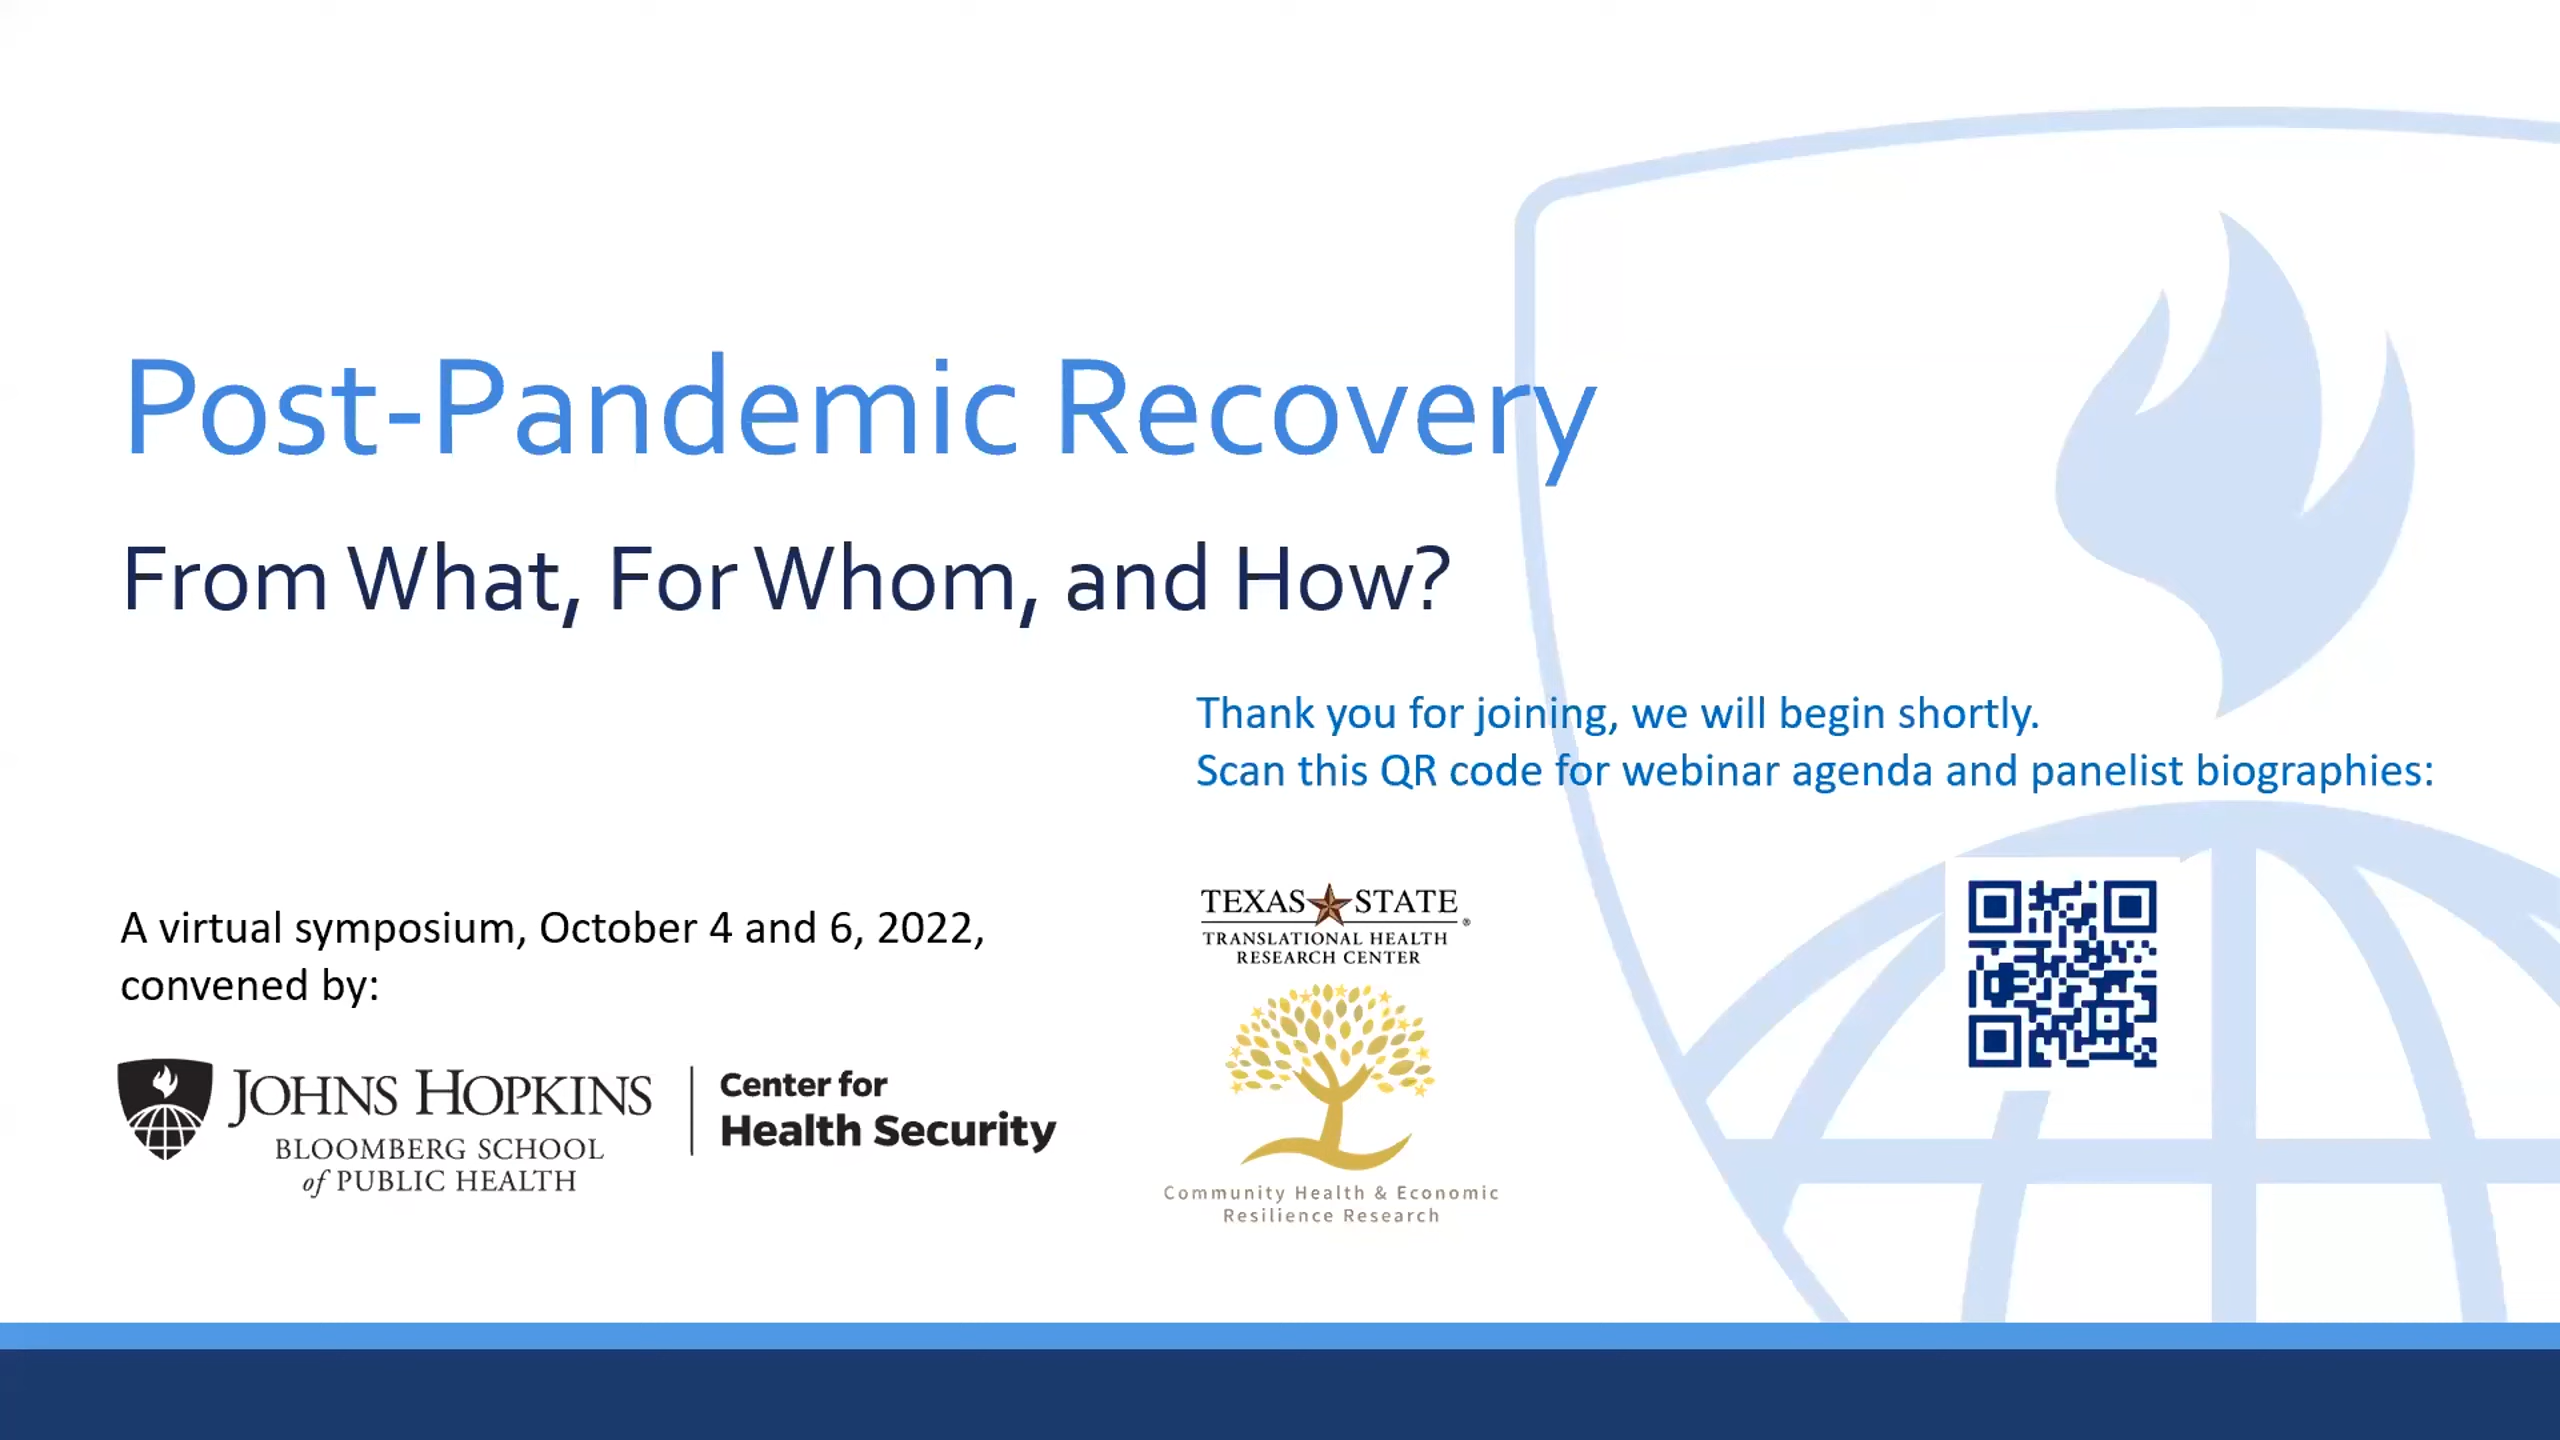 Post-Pandemic Recovery
From What, For Whom, and How?
Thank you for joining, we will begin shortly.
Scan this QR code for webinar agenda and panelist biographies:
A virtual symposium, October 4 and 6, 2022,
convened by:
JOHNS HOPKINS
BLOOMBERG SCHOOL
of PUBLIC HEALTH
Center for
Health Security
TEXAS STATE®
TRANSLATIONAL HEALTH
RESEARCH CENTER
Community Health & Economic
Resilience Research